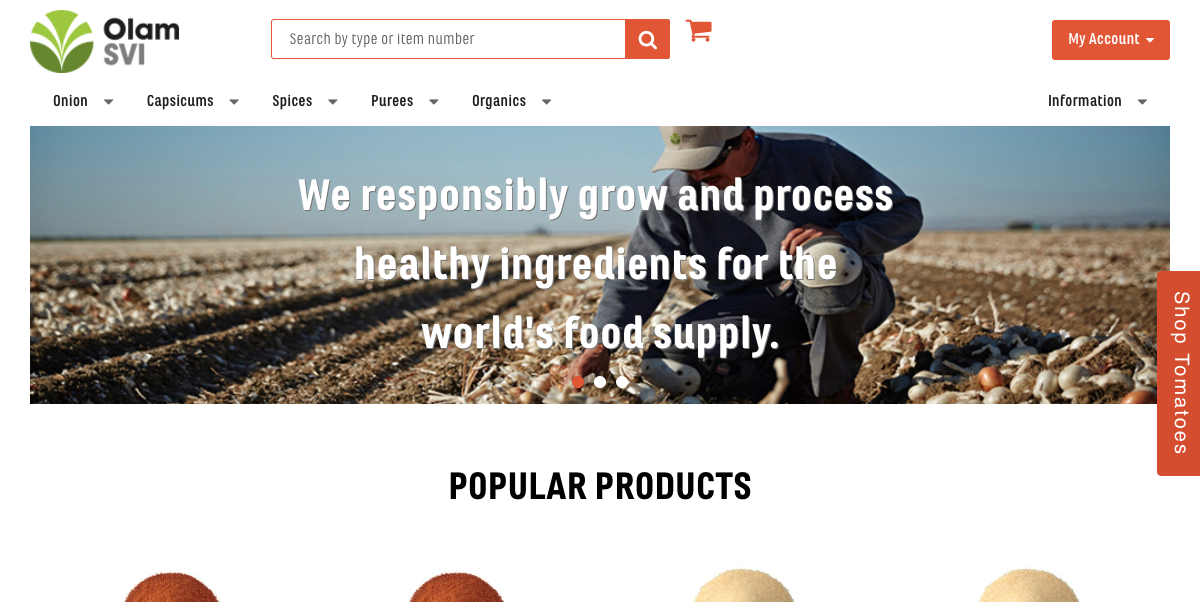 Olam
SVI
Search by type or item number
My Account
Onion
Capsicums
Spices
Purees
Organics
Information
We responsibly grow and process
healthy ingredients for the
world's food supply.
Shop Tomatoes
POPULAR PRODUCTS